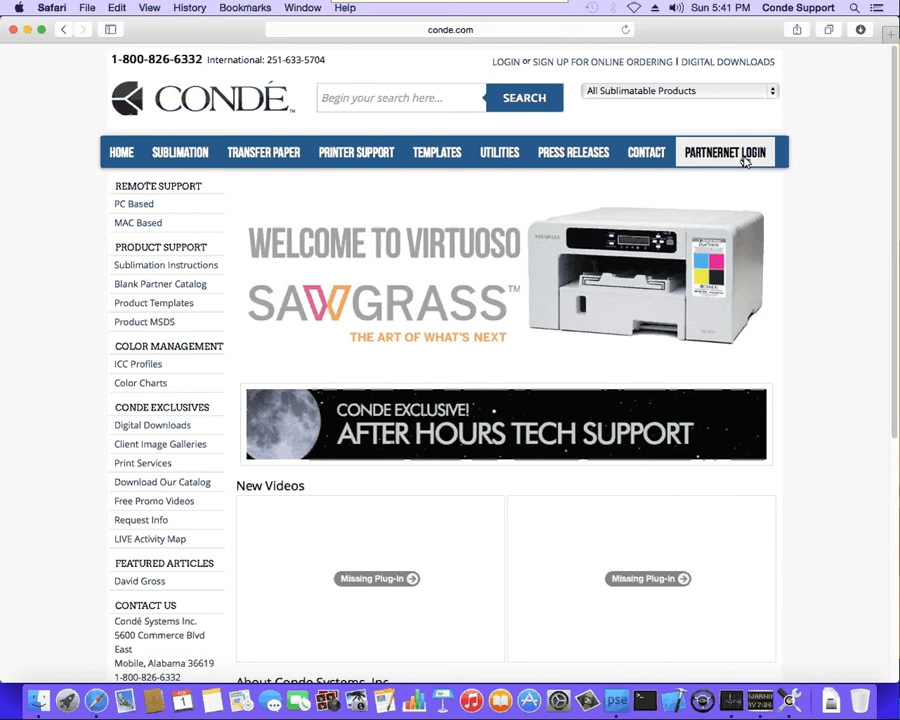 Safari File Edit View History Bookmarks Window Help Sun 5:41 PM Conde Support
conde.com
1-800-826-6332 International: 251-633-5704
LOGIN or SIGN UP FOR ONLINE ORDERING | DIGITAL DOWNLOADS
CONDÉ™
Begin your search here...
SEARCH
All Sublimatable Products
HOME SUBLIMATION TRANSFER PAPER PRINTER SUPPORT TEMPLATES UTILITIES PRESS RELEASES CONTACT PARTNERNET LOGIN
REMOTE SUPPORT
PC Based
MAC Based
PRODUCT SUPPORT
Sublimation Instructions
Blank Partner Catalog
Product Templates
Product MSDS
COLOR MANAGEMENT
ICC Profiles
Color Charts
CONDE EXCLUSIVES
Digital Downloads
Client Image Galleries
Print Services
Download Our Catalog
Free Promo Videos
Request Info
LIVE Activity Map
FEATURED ARTICLES
David Gross
CONTACT US
Conde Systems Inc.
5600 Commerce Blvd
East
Mobile, Alabama 36619
1-800-826-6332
WELCOME TO VIRTUOSO
SAWGRASS™
THE ART OF WHAT'S NEXT
CONDE EXCLUSIVE!
AFTER HOURS TECH SUPPORT
New Videos
Missing Plug-in
Missing Plug-in
About Conde Systems, Inc.